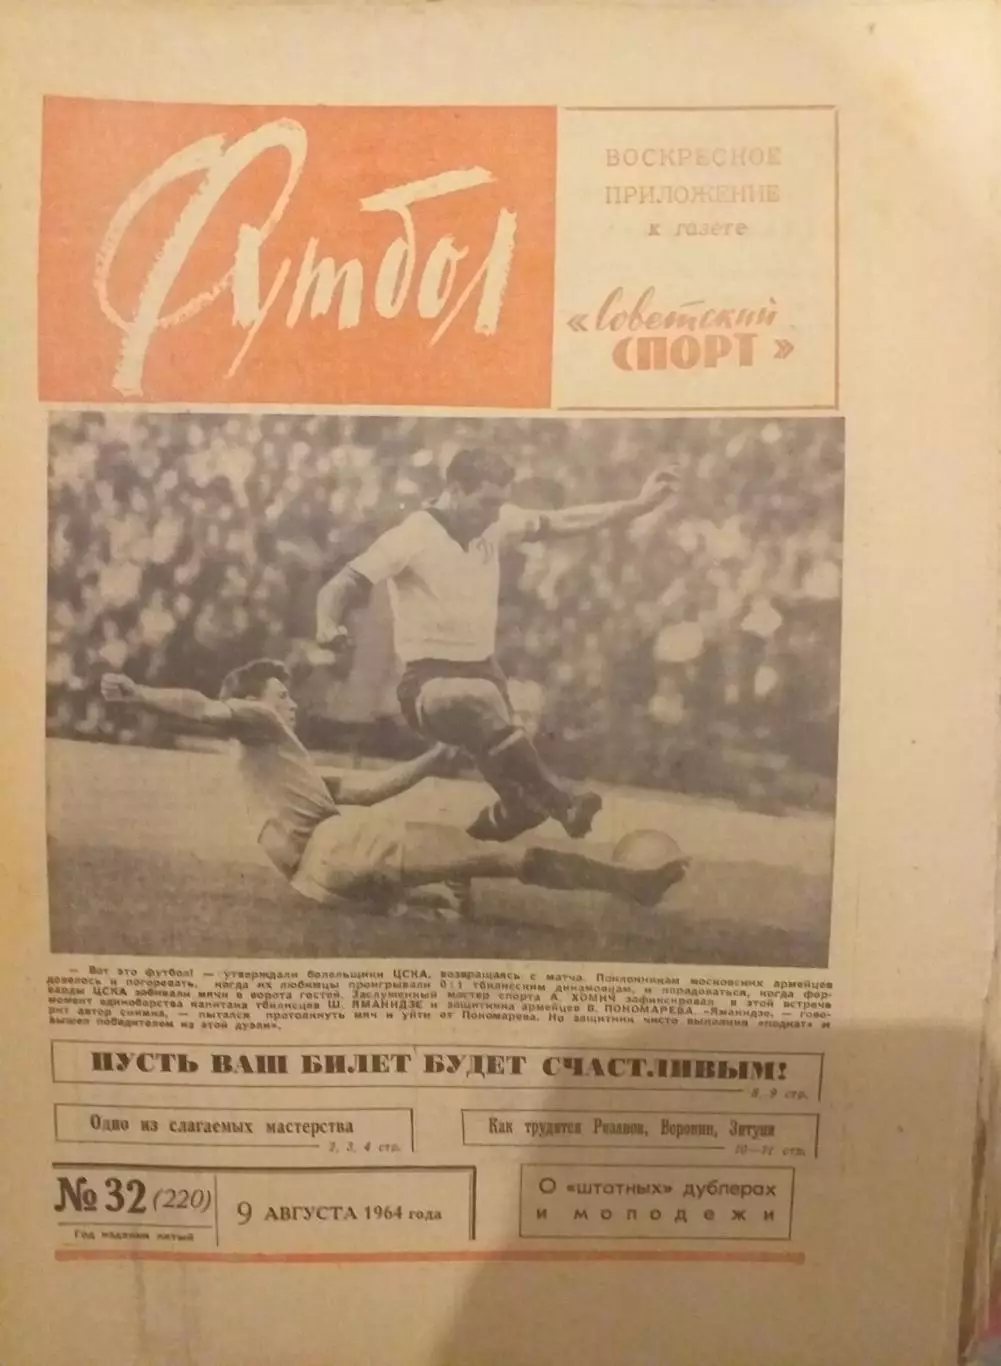 Футбол
ВОСКРЕСНОЕ
ПРИЛОЖЕНИЕ
к газете
«Советский
СПОРТ»
— Вот это футбол! — утверждали болельщики ЦСКА, возвращаясь с матча. Поклонникам московских армейцев
довелось и погоревать, когда их любимцы проигрывали 0:1 тбилисским динамовцам, и порадоваться, когда фор-
варды ЦСКА забивали мячи в ворота гостей. Заслуженный мастер спорта А. ХОМИЧ зафиксировал в этой встрече
момент единоборства капитана тбилисцев Ш. ЯМАНИДЗЕ и защитника армейцев В. ПОНОМАРЕВА. «Яманидзе, — гово-
рит автор снимка, — пытался протолкнуть мяч и уйти от Пономарева. Но защитник чисто выполнил «подкат» и
вышел победителем из этой дуэли».
ПУСТЬ ВАШ БИЛЕТ БУДЕТ СЧАСТЛИВЫМ!
8, 9 стр.
Одно из слагаемых мастерства
2, 3, 4 стр.
Как трудятся Рязанов, Воронин, Зитуни
10—11 стр.
№ 32 (220)
Год издания пятый
9 АВГУСТА 1964 года
О «штатных» дублерах
и молодежи